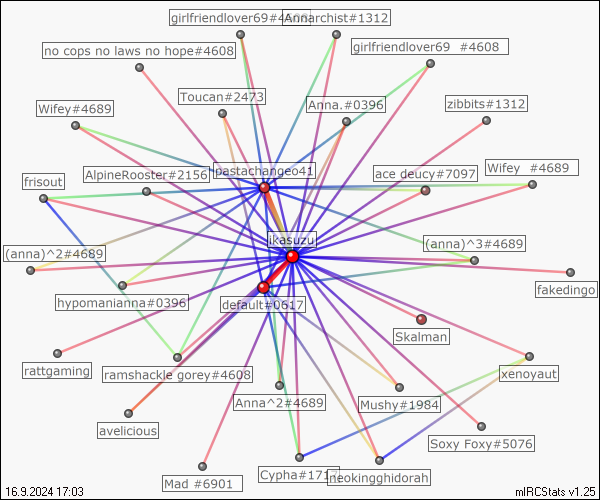 girlfriendlover69#4608
Annarchist#1312
girlfriendlover69 #4608
no cops no laws no hope#4608
Toucan#2473
Anna.#0396
zibbits#1312
Wifey#4689
pastachangeo41
ace deucy#7097
Wifey #4689
frisout
AlpineRooster#2156
ikasuzu
(anna)^3#4689
(anna)^2#4689
fakedingo
hypomanianna#0396
default#0617
Skalman
rattgaming
ramshackle gorey#4608
xenoyaut
Anna^2#4689
Mushy#1984
avelicious
Soxy Foxy#5076
Mad #6901
Cypha#171
neokingghidorah
16.9.2024 17:03
mIRCStats v1.25